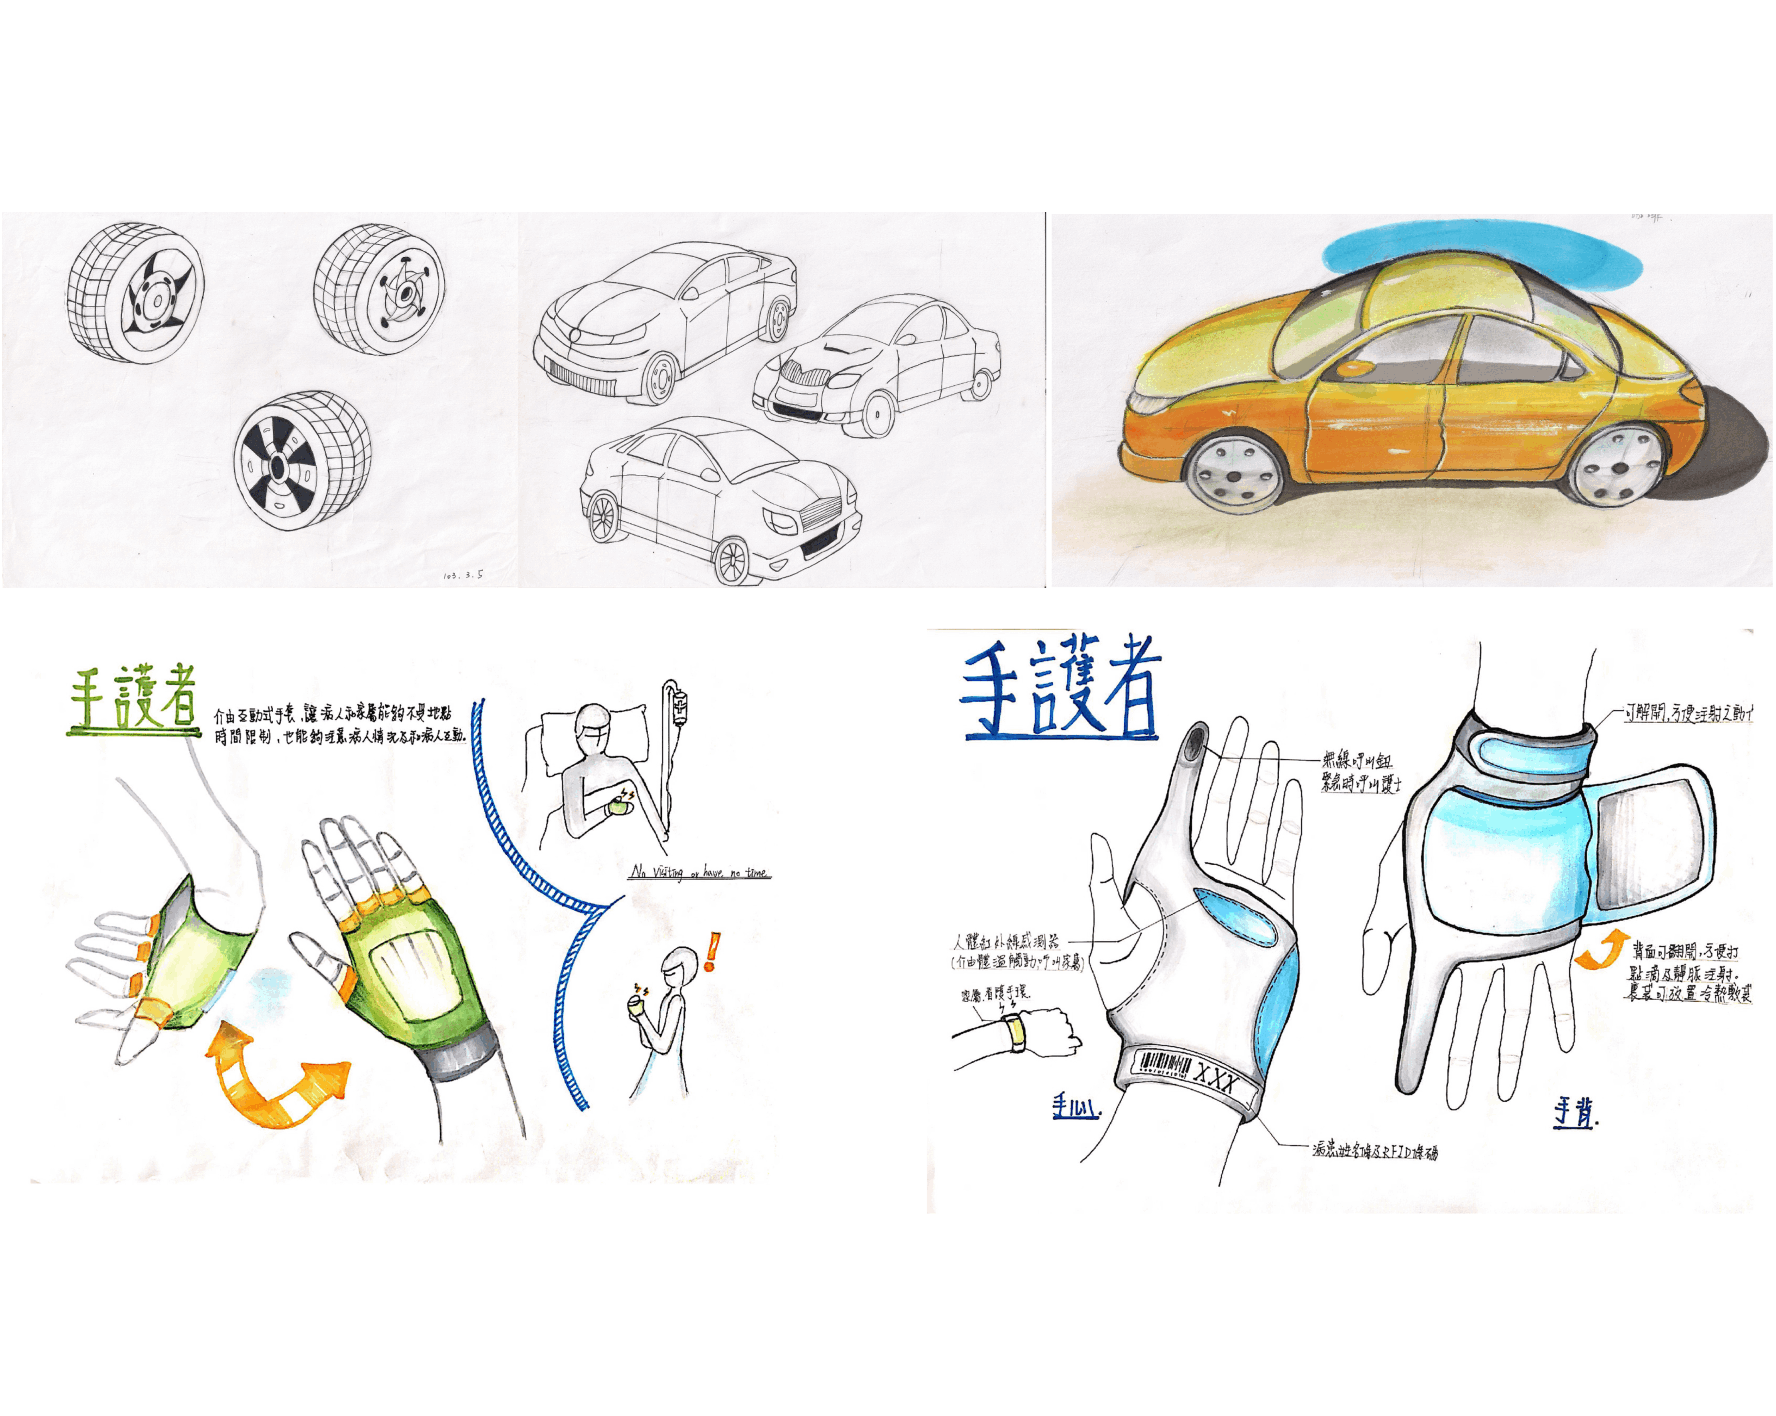 103.3.5
手護者
介由互動式手套,讓病人和家屬能夠不受地點
時間限制,也能夠注意病人情況及和病人互動.
No visiting or have no time
!
手護者
可解開,方便注射之動作
無線呼叫鈕
緊急時呼叫護士
人體紅外線感測器
(介由體溫觸動呼叫家屬)
家屬看護手環
XXX
手心.
病患姓名條及RFID條碼
背面可翻開,方便打
點滴及靜脈注射。
裏袋可放置冷熱敷袋
手背.